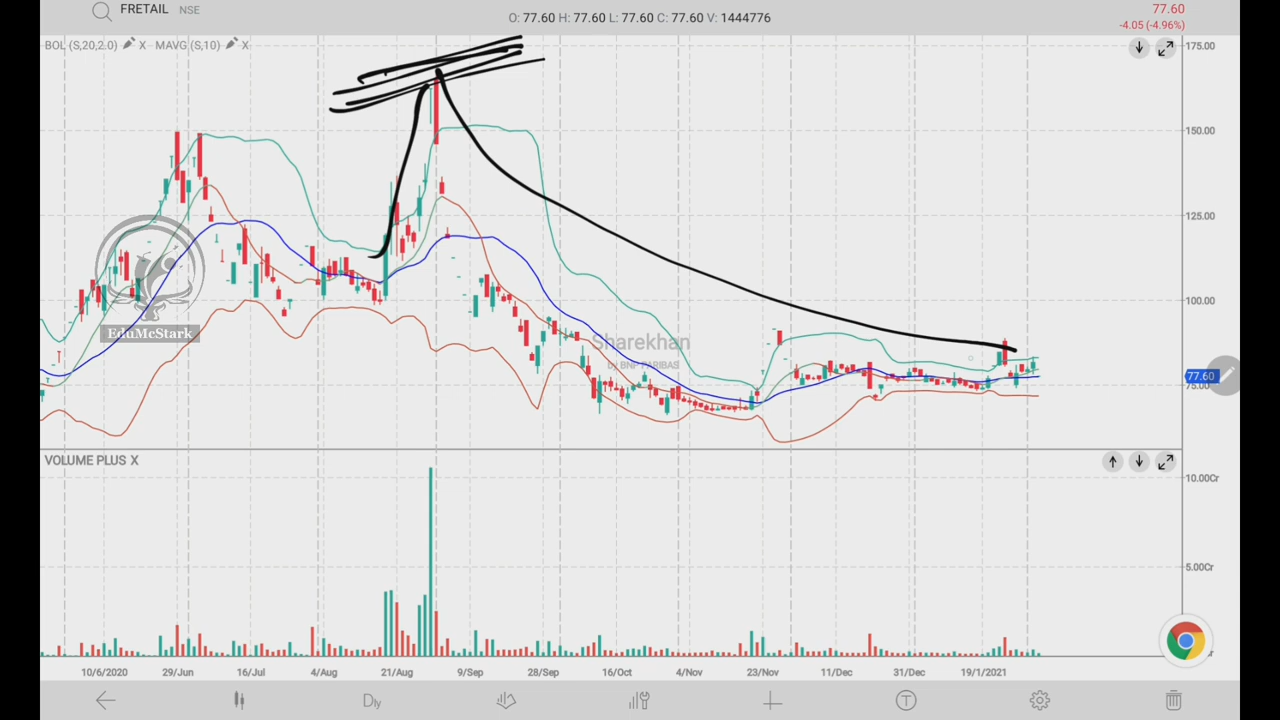 FRETAIL NSE
O: 77.60 H: 77.60 L: 77.60 C: 77.60 V: 1444776
77.60
-4.05 (-4.96%)
BOL (S,20,2.0) X MAVG (S,10) X
175.00
150.00
125.00
100.00
77.60
EduMcStark
Sharekhan
by BNP PARIBAS
VOLUME PLUS X
10.00Cr
5.00Cr
10/6/2020 29/Jun 16/Jul 4/Aug 21/Aug 9/Sep 28/Sep 16/Oct 4/Nov 23/Nov 11/Dec 31/Dec 19/1/2021
Dly
T